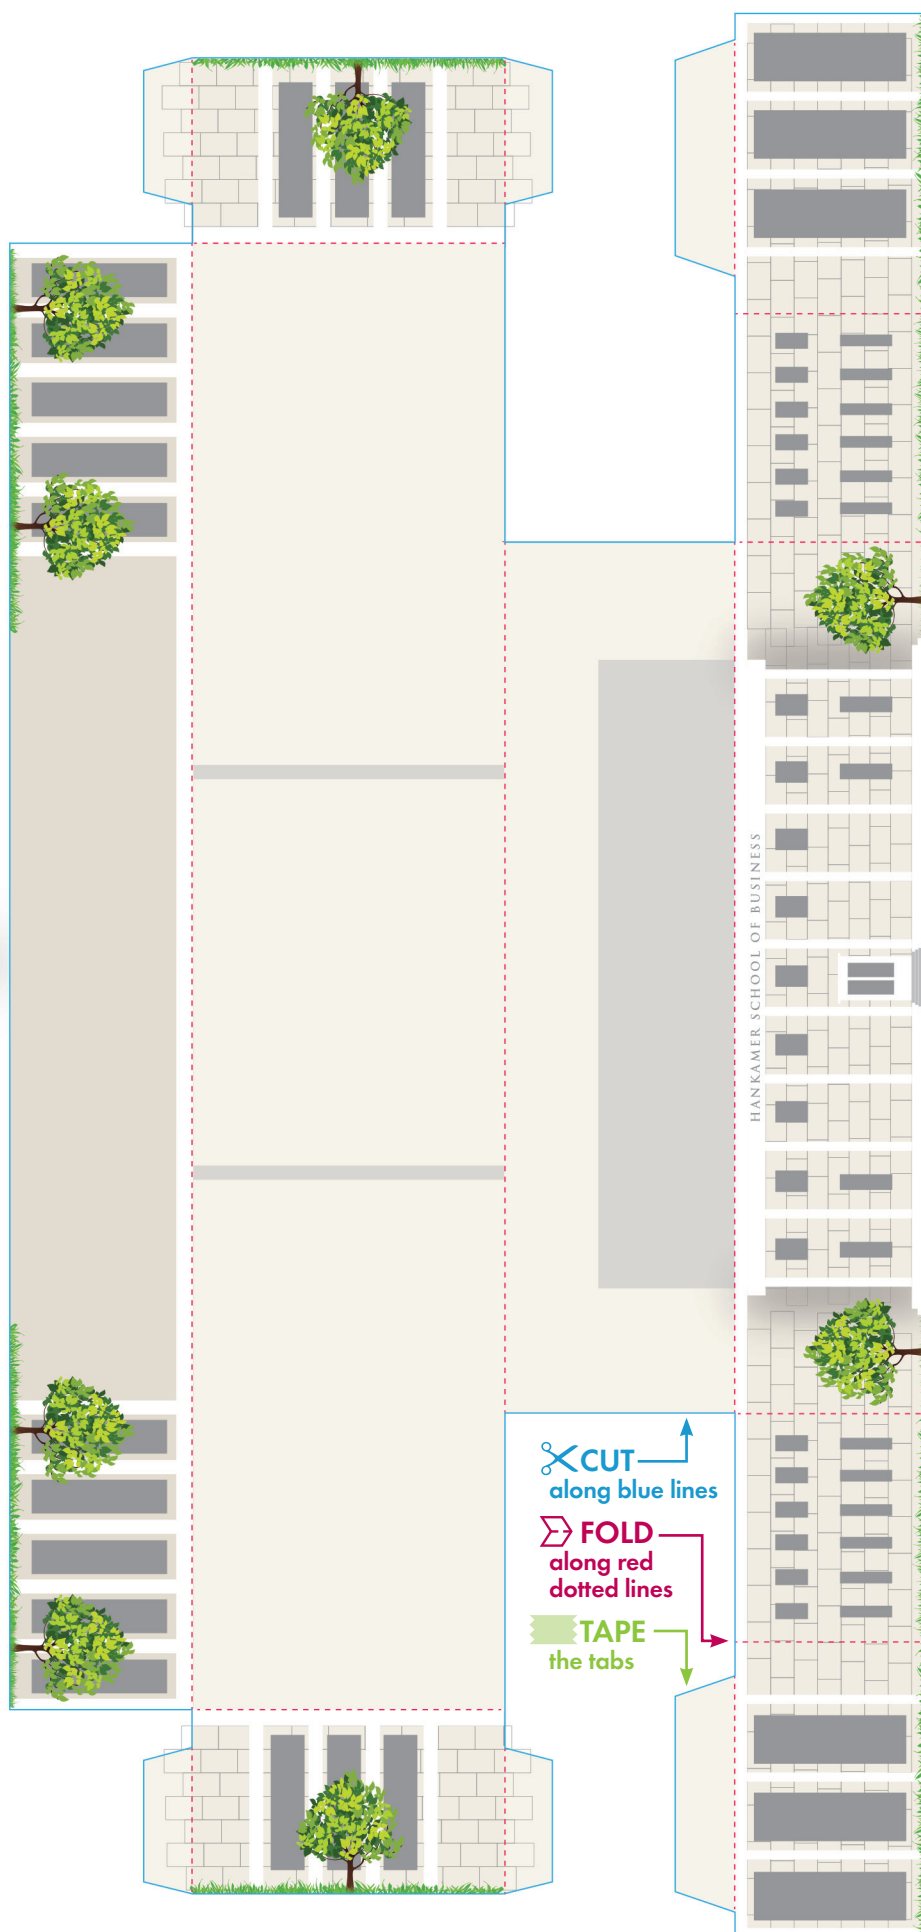 HANKAMER SCHOOL OF BUSINESS
CUT
along blue lines
FOLD
along red
dotted lines
TAPE
the tabs